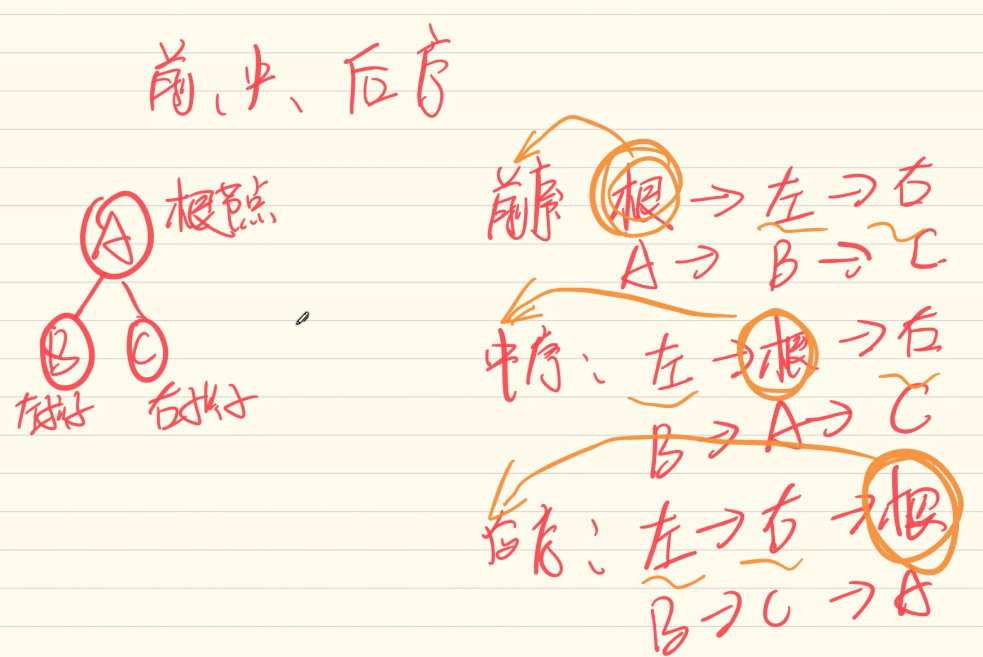 前、中、后序
A 根节点
B C
左孩子 右孩子
前序 根 → 左 → 右
A → B → C
中序: 左 → 根 → 右
B → A → C
后序: 左 → 右 → 根
B → C → A